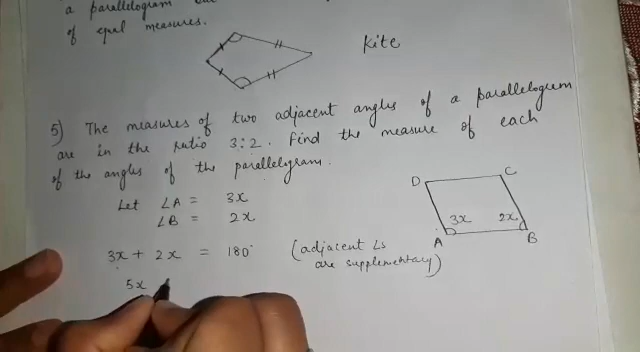 a parallelogram
of equal measures.
Kite
5) The measures of two adjacent angles of a parallelogram
are in the ratio 3:2. Find the measure of each
of the angles of the parallelogram.
Let ∠A = 3x
∠B = 2x
3x + 2x = 180° (adjacent ∠s
are supplementary)
5x
D C
3x 2x
A B